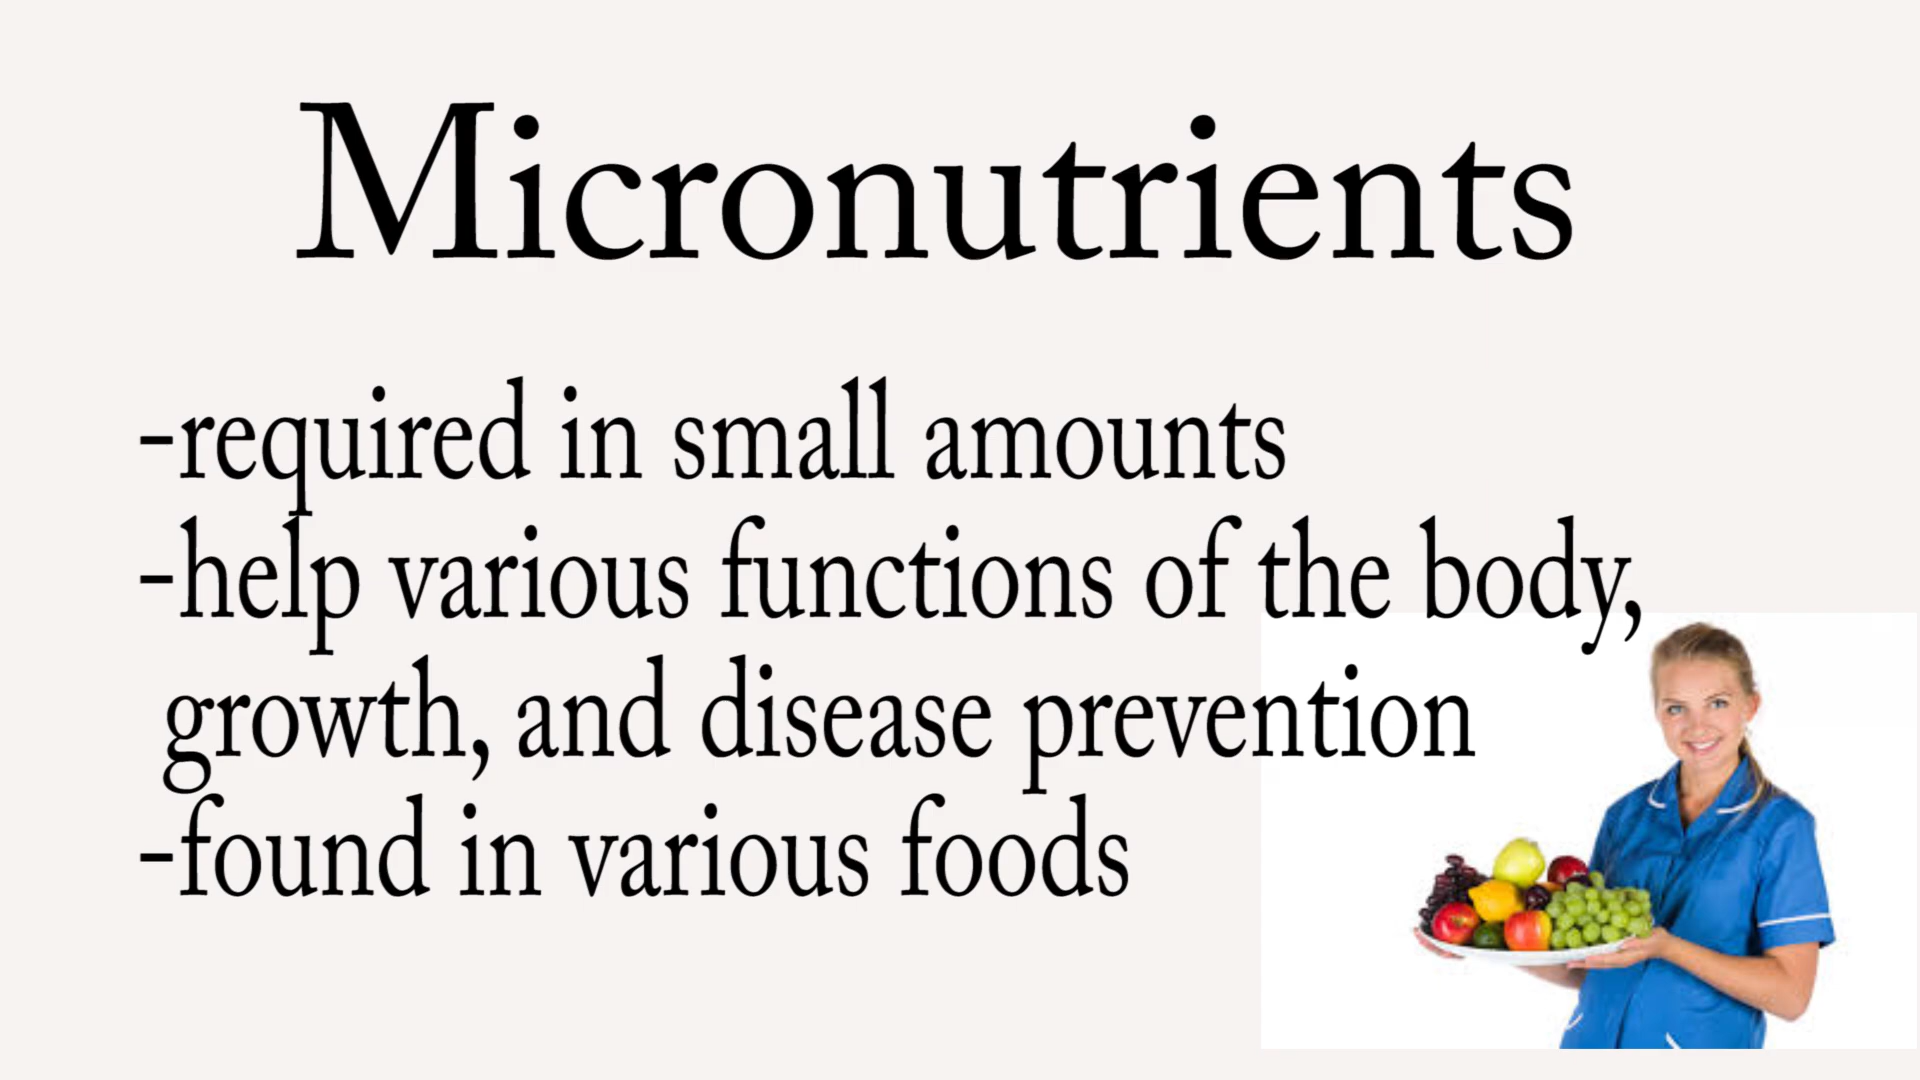 Micronutrients
-required in small amounts
-help various functions of the body,
growth, and disease prevention
-found in various foods